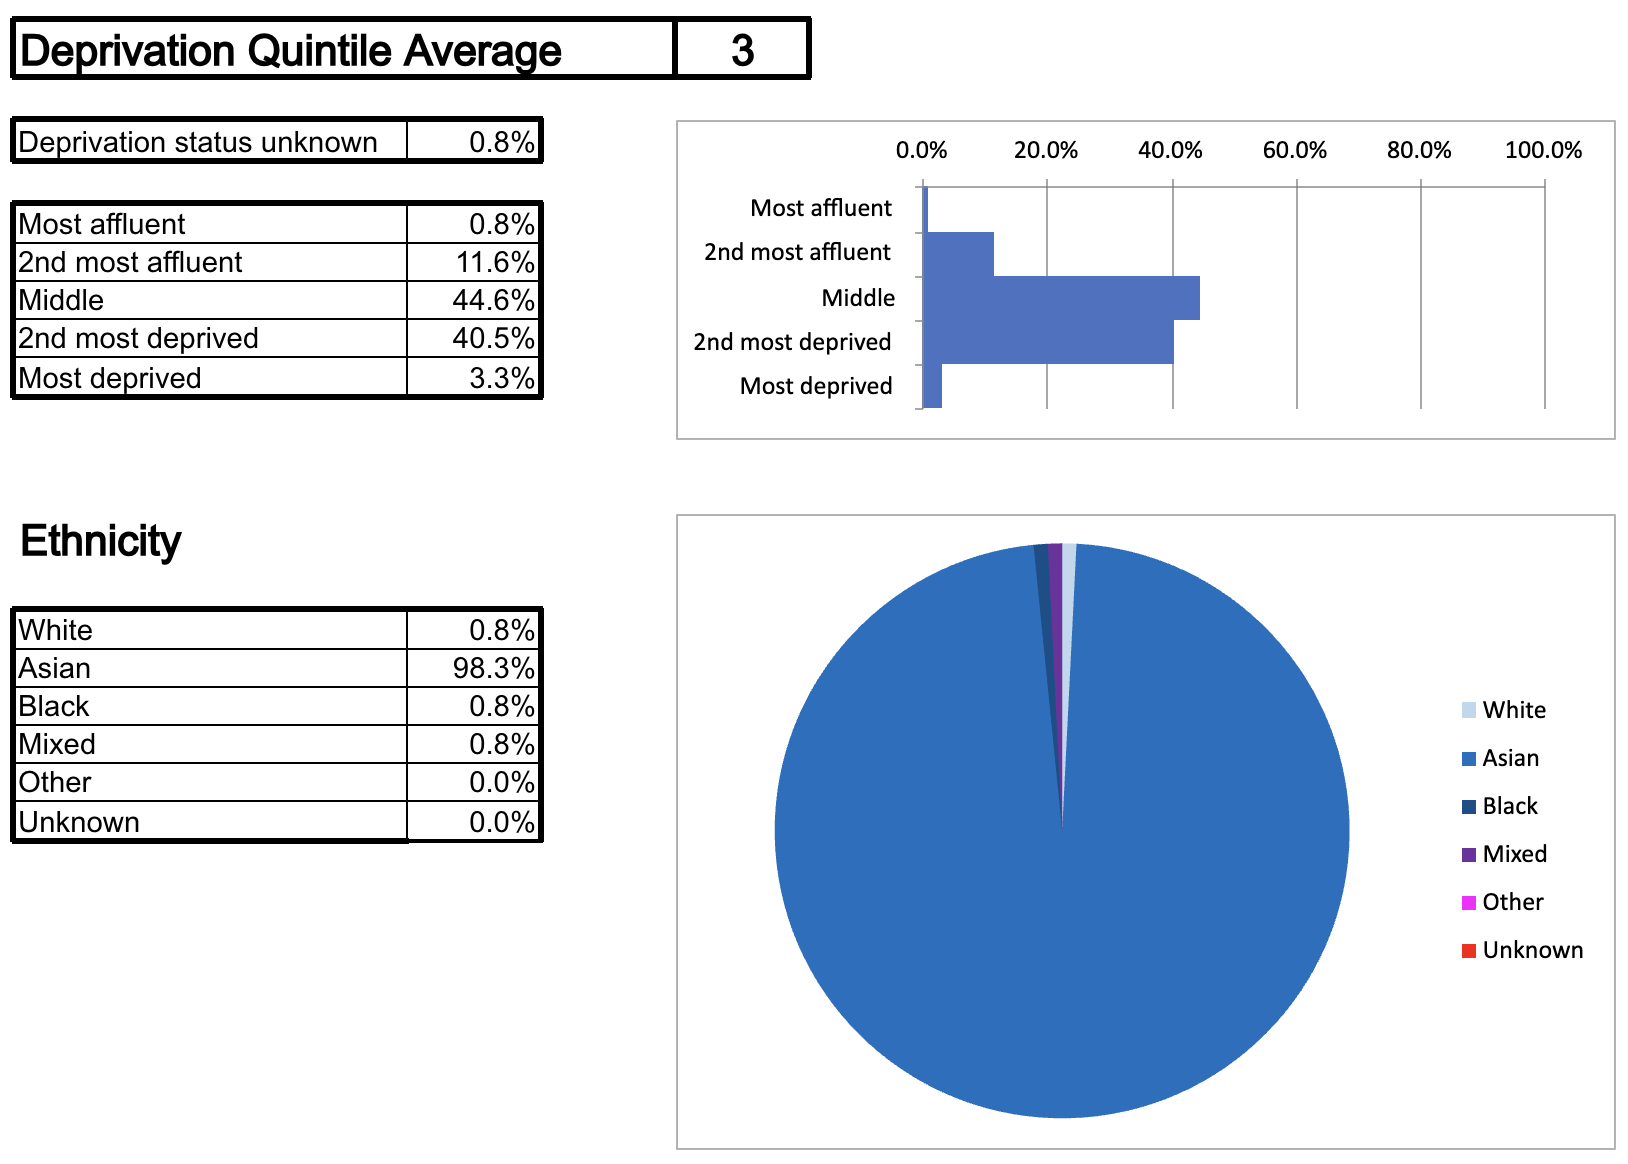 Deprivation Quintile Average 3
Deprivation status unknown 0.8%
Most affluent 0.8%
2nd most affluent 11.6%
Middle 44.6%
2nd most deprived 40.5%
Most deprived 3.3%
0.0% 20.0% 40.0% 60.0% 80.0% 100.0%
Most affluent
2nd most affluent
Middle
2nd most deprived
Most deprived
Ethnicity
White 0.8%
Asian 98.3%
Black 0.8%
Mixed 0.8%
Other 0.0%
Unknown 0.0%
White
Asian
Black
Mixed
Other
Unknown